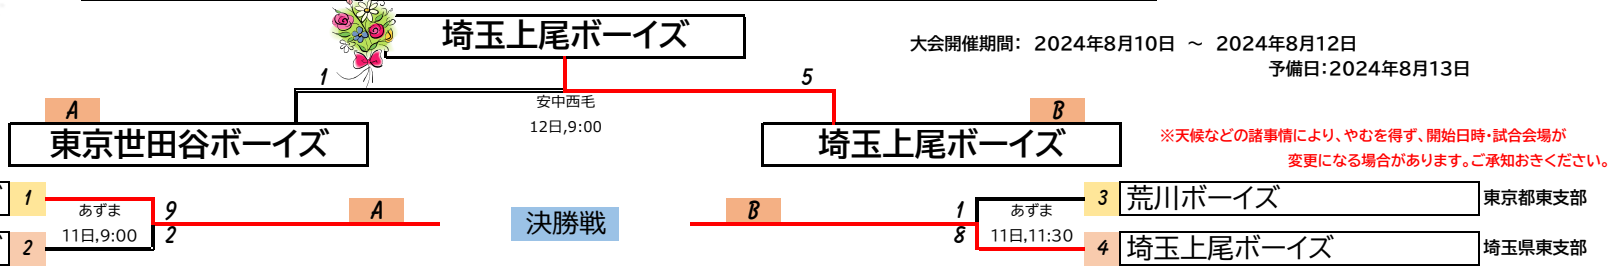 埼玉上尾ボーイズ
大会開催期間： 2024年8月10日 ～ 2024年8月12日
予備日：2024年8月13日
1
5
安中西毛
12日,9:00
A
B
東京世田谷ボーイズ
埼玉上尾ボーイズ
※天候などの諸事情により、やむを得ず、開始日時・試合会場が
変更になる場合があります。ご承知おきください。
1
あずま
11日,9:00
2
9
2
A
決勝戦
B
1
8
あずま
11日,11:30
3
荒川ボーイズ
東京都東支部
4
埼玉上尾ボーイズ
埼玉県東支部